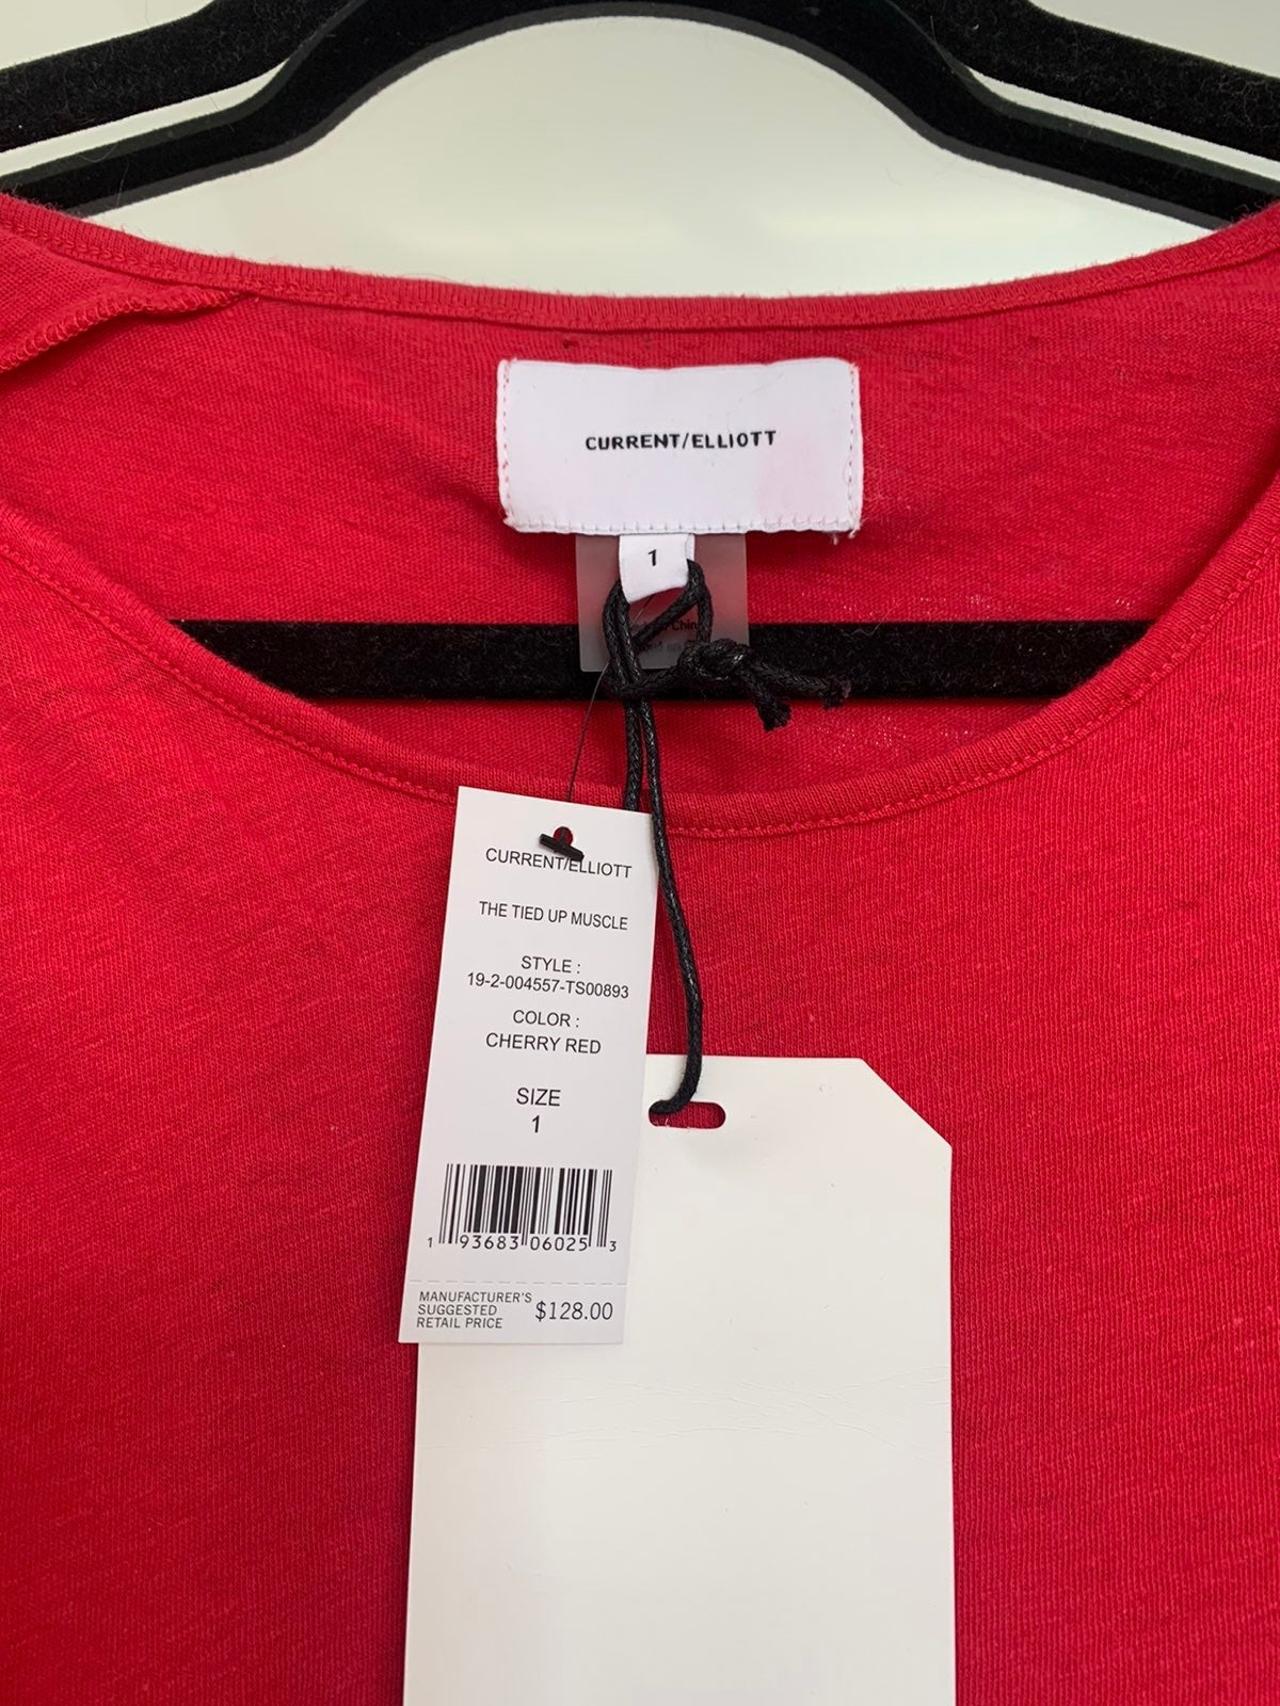 CURRENT/ELLIOTT
1
CURRENT/ELLIOTT
THE TIED UP MUSCLE
STYLE :
19-2-004557-TS00893
COLOR :
CHERRY RED
SIZE
1
1 93683 06025 3
MANUFACTURER'S
SUGGESTED
RETAIL PRICE
$128.00